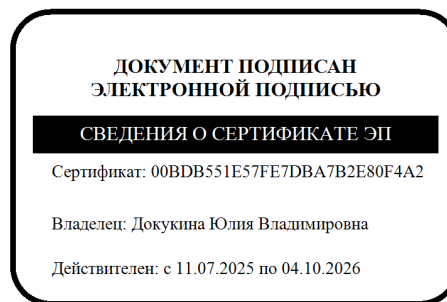 ДОКУМЕНТ ПОДПИСАН
ЭЛЕКТРОННОЙ ПОДПИСЬЮ
СВЕДЕНИЯ О СЕРТИФИКАТЕ ЭП
Сертификат: 00BDB551E57FE7DBA7B2E80F4A2
Владелец: Докукина Юлия Владимировна
Действителен: с 11.07.2025 по 04.10.2026